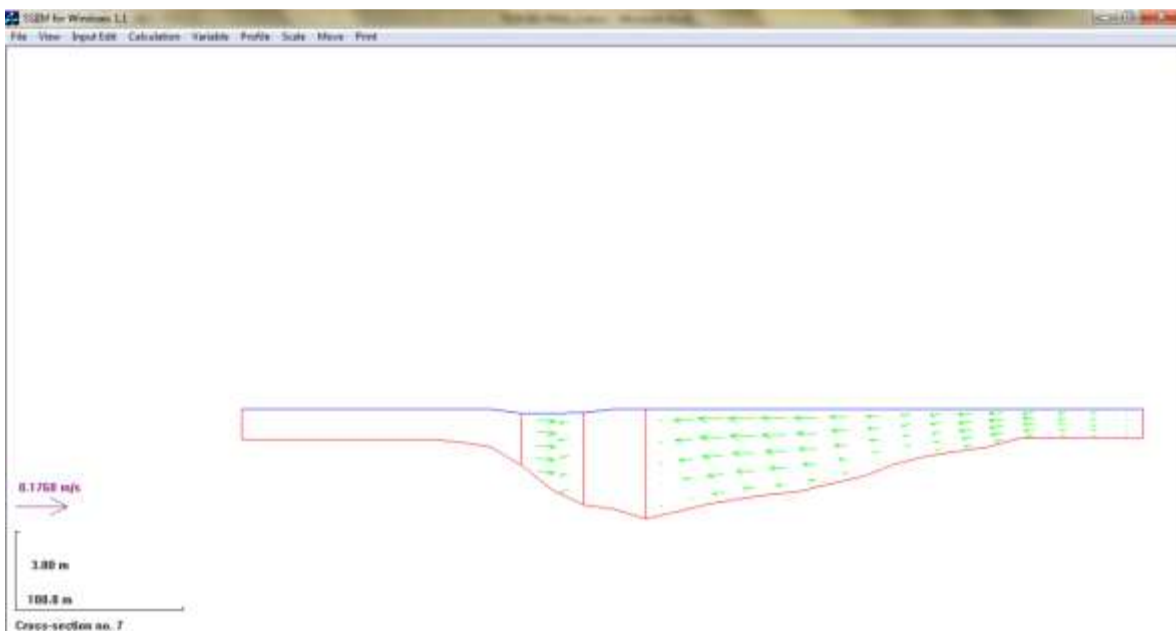 SSIIM for Windows 1.1
File View Input Edit Calculation Variable Profile Scale Move Print
0.1760 m/s
3.00 m
100.0 m
Cross-section no. 7